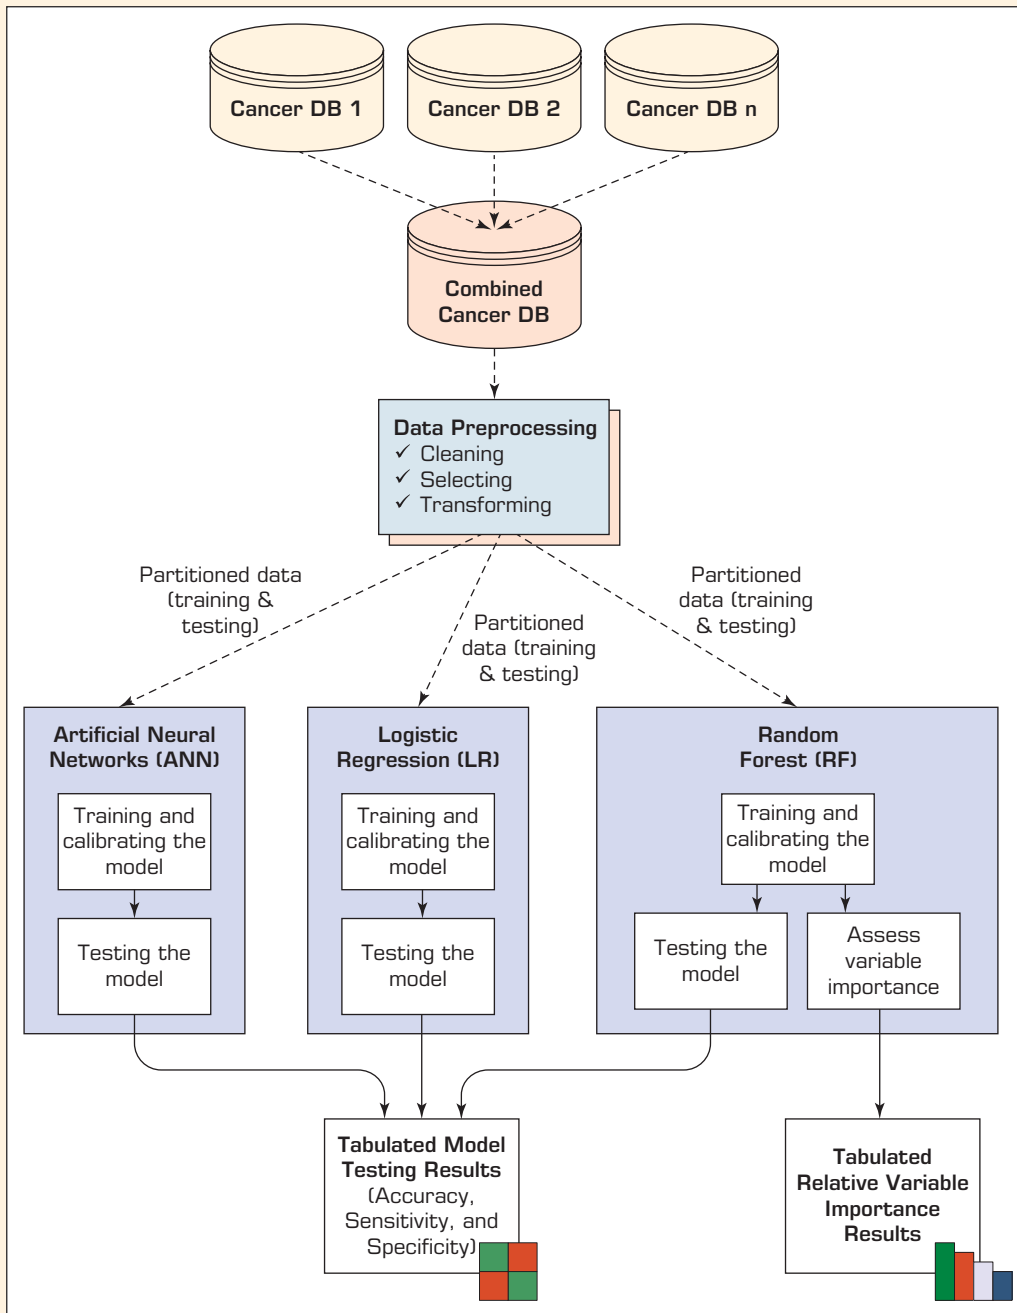 Cancer DB 1
Cancer DB 2
Cancer DB n
Combined
Cancer DB
Data Preprocessing
✓ Cleaning
✓ Selecting
✓ Transforming
Partitioned data
(training &
testing)
Partitioned
data (training
& testing)
Partitioned
data (training
& testing)
Artificial Neural
Networks (ANN)
Training and
calibrating the
model
Testing the
model
Logistic
Regression (LR)
Training and
calibrating the
model
Testing the
model
Random
Forest (RF)
Training and
calibrating the
model
Testing the
model
Assess
variable
importance
Tabulated Model
Testing Results
(Accuracy,
Sensitivity, and
Specificity)
Tabulated
Relative Variable
Importance
Results